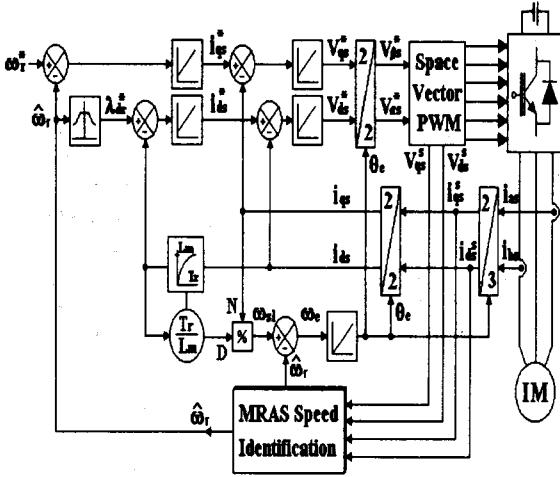 ω*r
+
−
i*qs
+
−
V*qs
2
V*βs
Space
Vector
PWM
ω̂r
λ*dr
+
−
i*ds
+
−
V*ds
2
V*αs
θe
V^s qs
V^s ds
iqs
2
i^s qs
2
ias
ids
2
i^s ds
3
ibs
Lm
Tr
N
θe
Tr
Lm
D
ωsl
%
+
−
ωe
ω̂r
IM
ω̂r
MRAS Speed
Identification